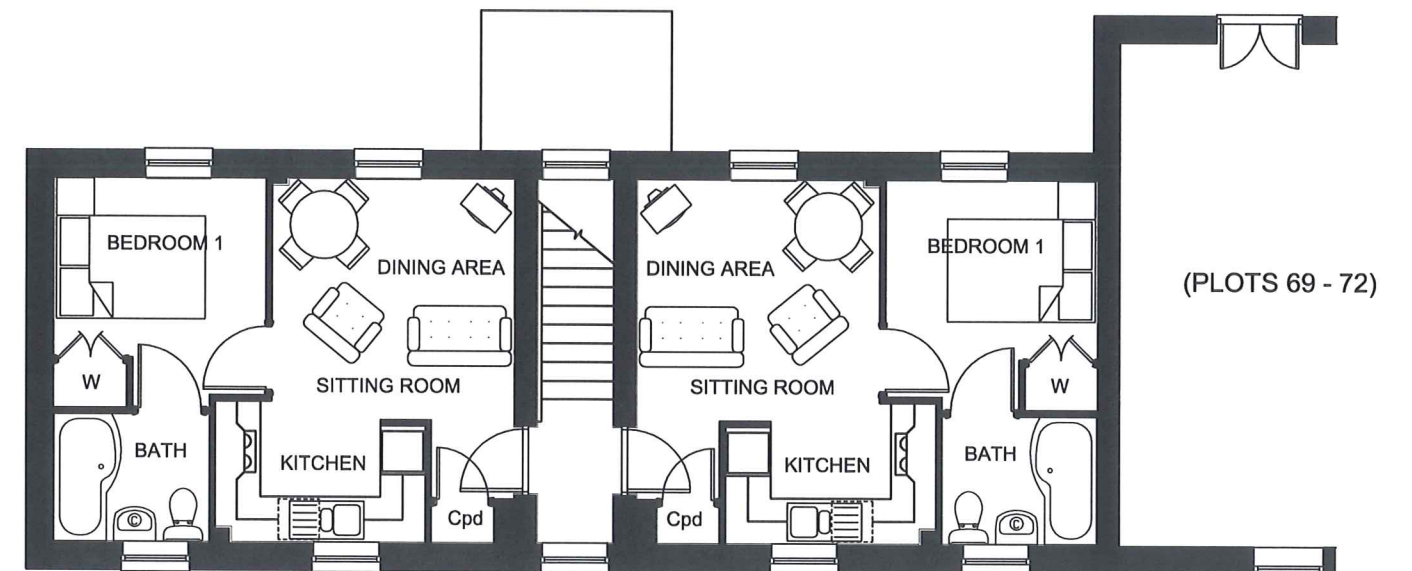 BEDROOM 1
DINING AREA
SITTING ROOM
W
BATH
KITCHEN
Cpd
C
DINING AREA
BEDROOM 1
SITTING ROOM
W
KITCHEN
BATH
Cpd
C
(PLOTS 69 - 72)